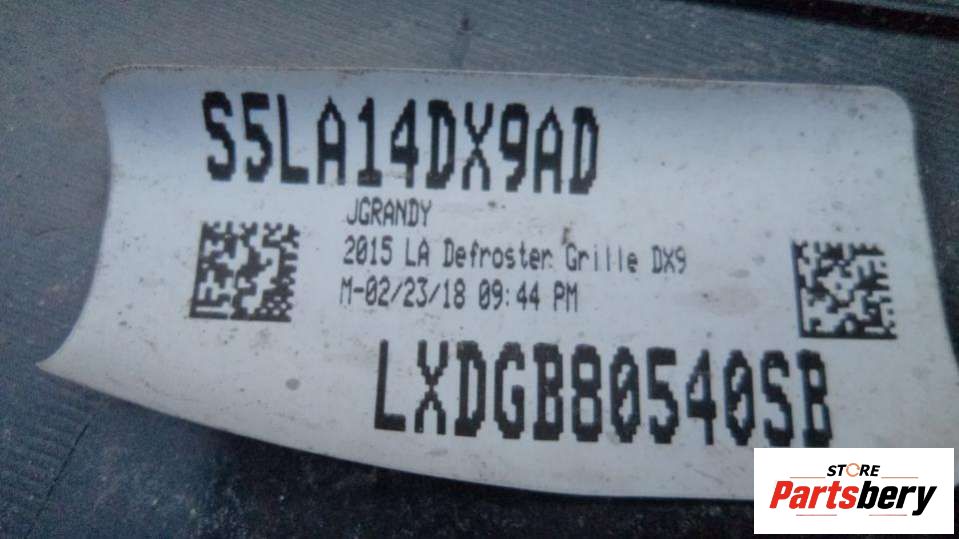 S5LA14DX9AD
JGRANDY
2015 LA Defroster Grille DX9
M-02/23/18 09:44 PM
LXDGB80540SB
STORE
Partsbery